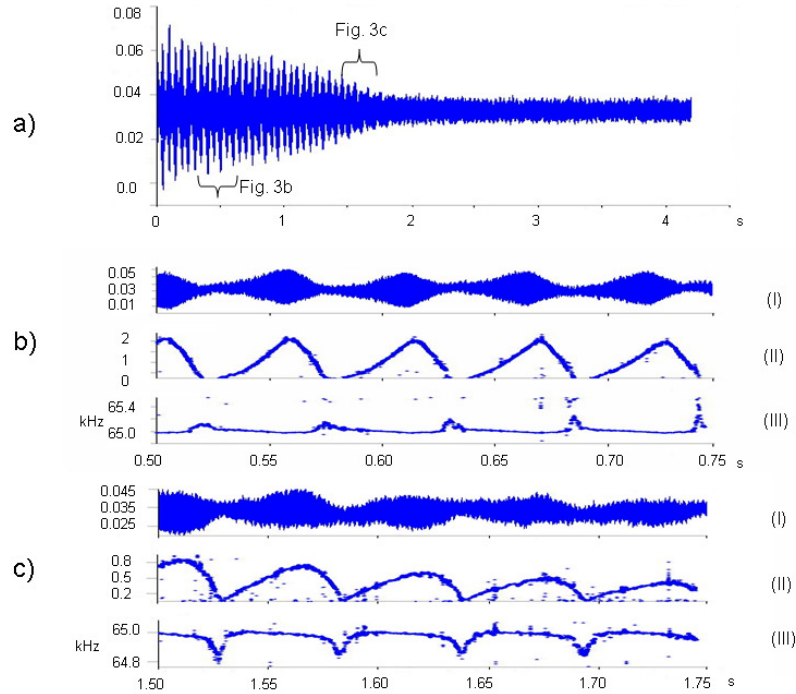 0.08
Fig. 3c
0.06
0.04
a)
0.02
0.0
Fig. 3b
0 1 2 3 4 s
0.05
0.03
0.01
(I)
b)
2
1
0
(II)
65.4
kHz
65.0
(III)
0.50 0.55 0.60 0.65 0.70 0.75
s
0.045
0.035
0.025
(I)
c)
0.8
0.5
0.2
(II)
65.0
kHz
64.8
(III)
1.50 1.55 1.60 1.65 1.70 1.75 s